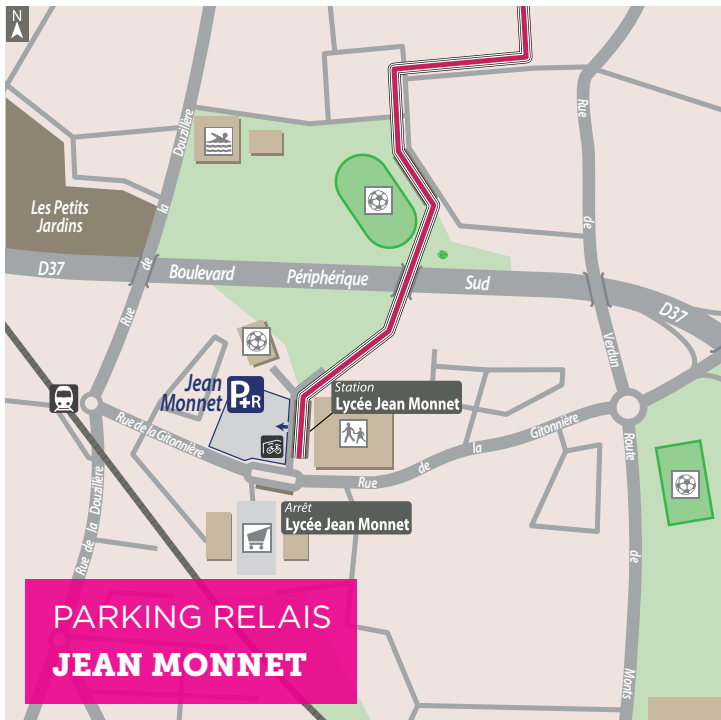 N
Rue de la Douzillère
Rue de Verdun
Les Petits
Jardins
D37
Boulevard Périphérique Sud
D37
Jean
Monnet
P+R
Station
Lycée Jean Monnet
Rue de la Gitonnière
Rue de la Gitonnière
Arrêt
Lycée Jean Monnet
Rue de la Douzillère
Route de Monts
PARKING RELAIS
JEAN MONNET